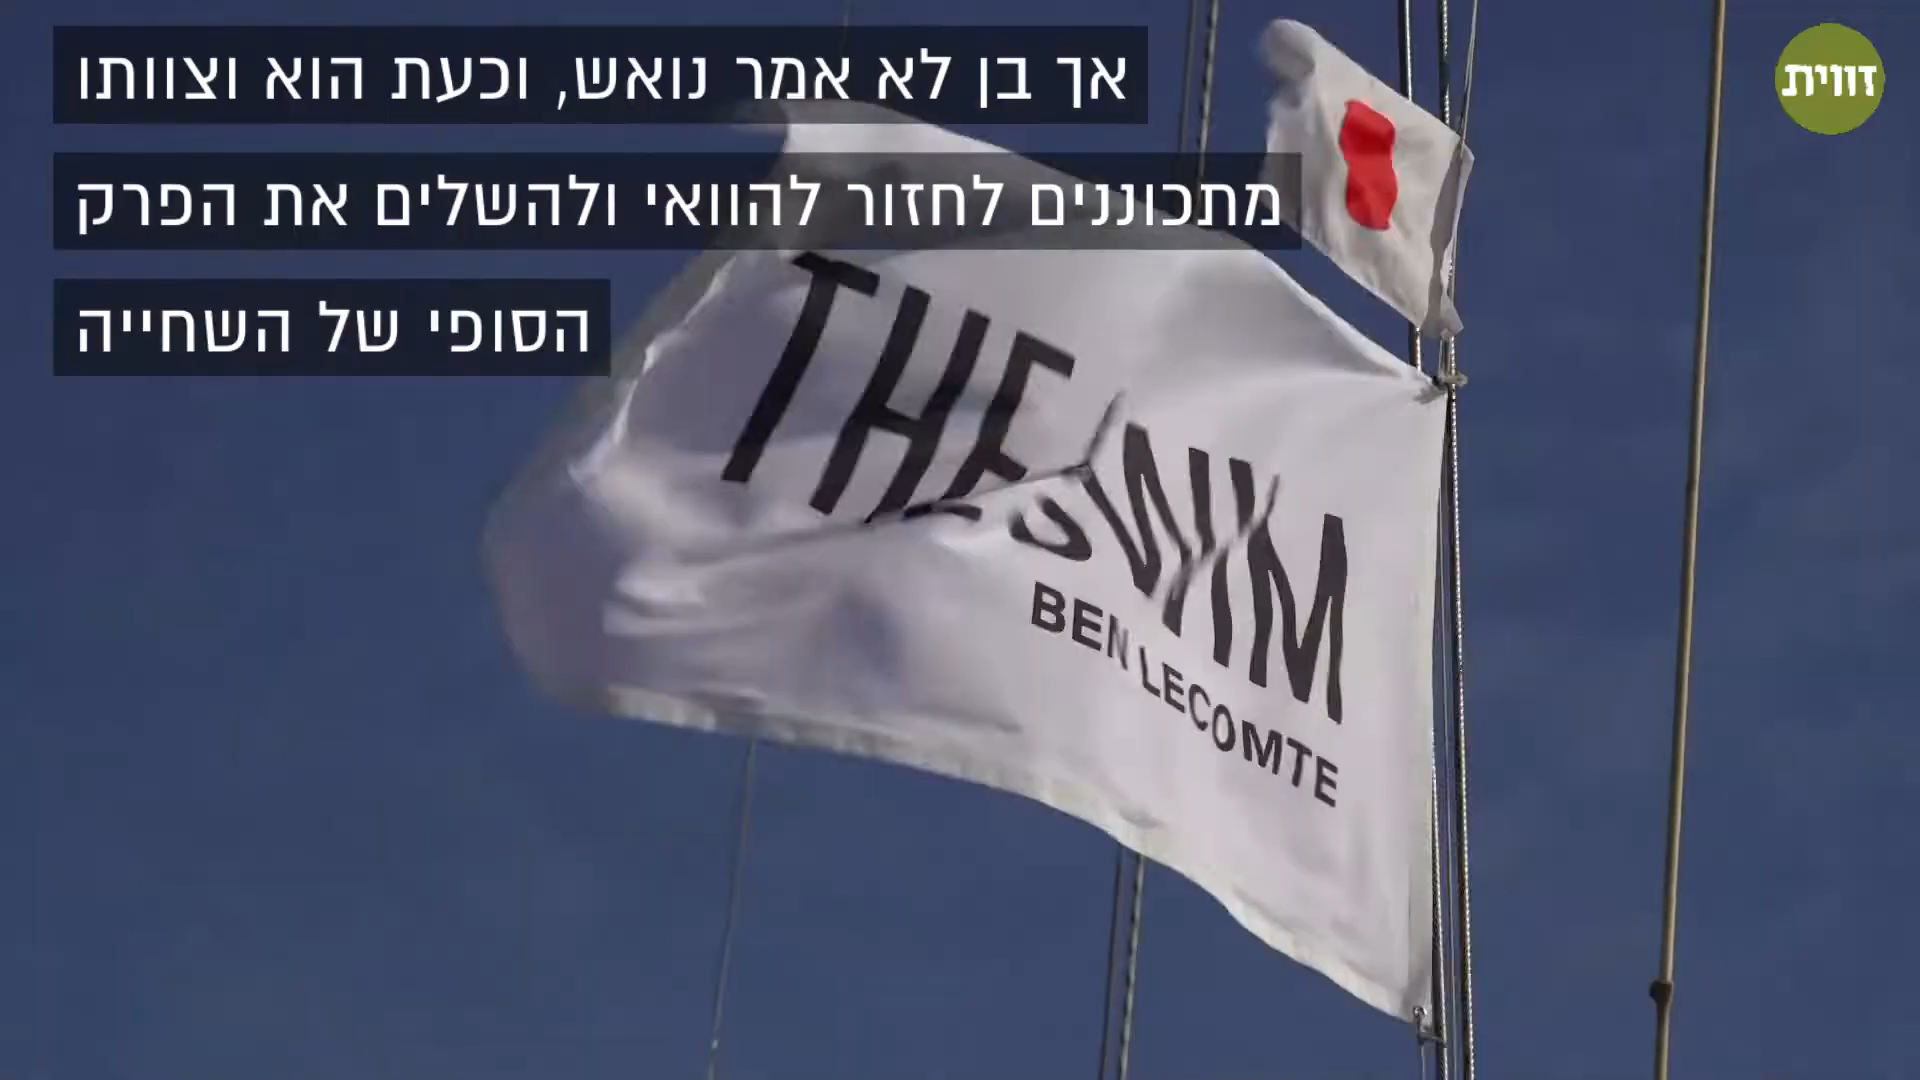 אך בן לא אמר נואש, וכעת הוא וצוותו
מתכוננים לחזור להוואי ולהשלים את הפרק
הסופי של השחייה
זווית
THE SWIM
BEN LECOMTE